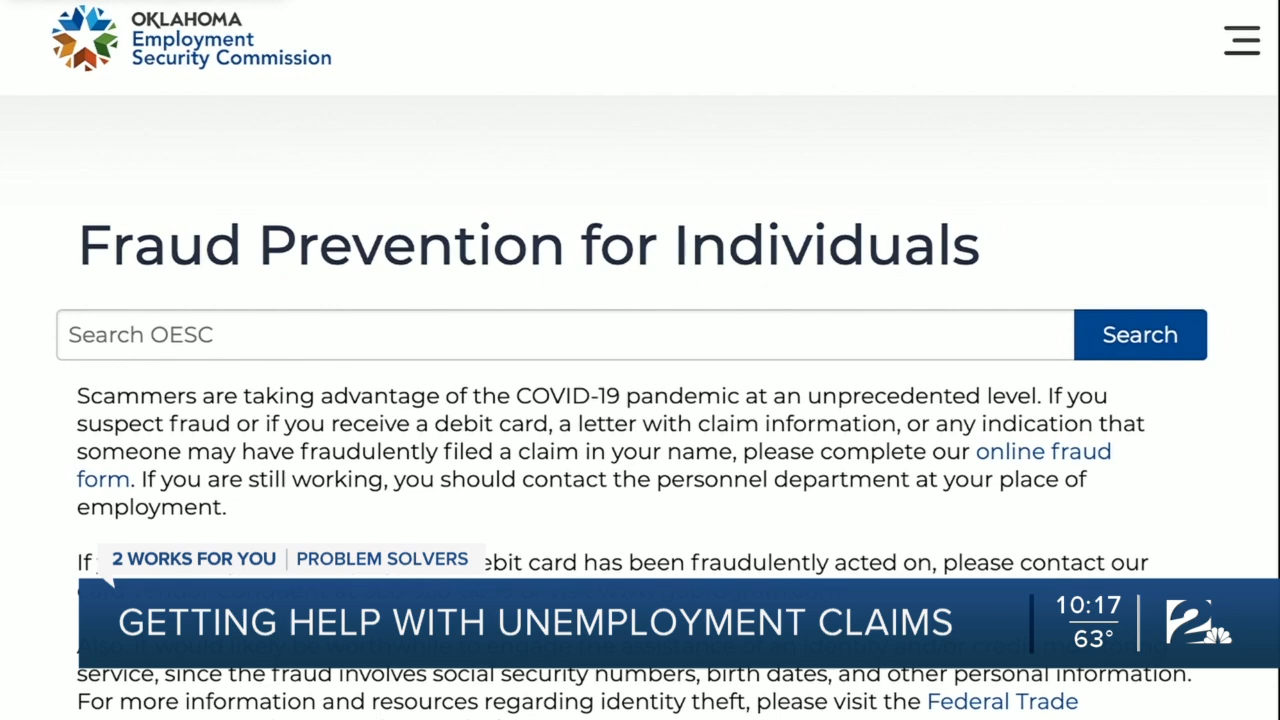 OKLAHOMA
Employment
Security Commission
Fraud Prevention for Individuals
Search OESC
Search
Scammers are taking advantage of the COVID-19 pandemic at an unprecedented level. If you
suspect fraud or if you receive a debit card, a letter with claim information, or any indication that
someone may have fraudulently filed a claim in your name, please complete our online fraud
form. If you are still working, you should contact the personnel department at your place of
employment.
If
debit card has been fraudulently acted on, please contact our
2 WORKS FOR YOU | PROBLEM SOLVERS
GETTING HELP WITH UNEMPLOYMENT CLAIMS
10:17
63°
2
service, since the fraud involves social security numbers, birth dates, and other personal information.
For more information and resources regarding identity theft, please visit the Federal Trade